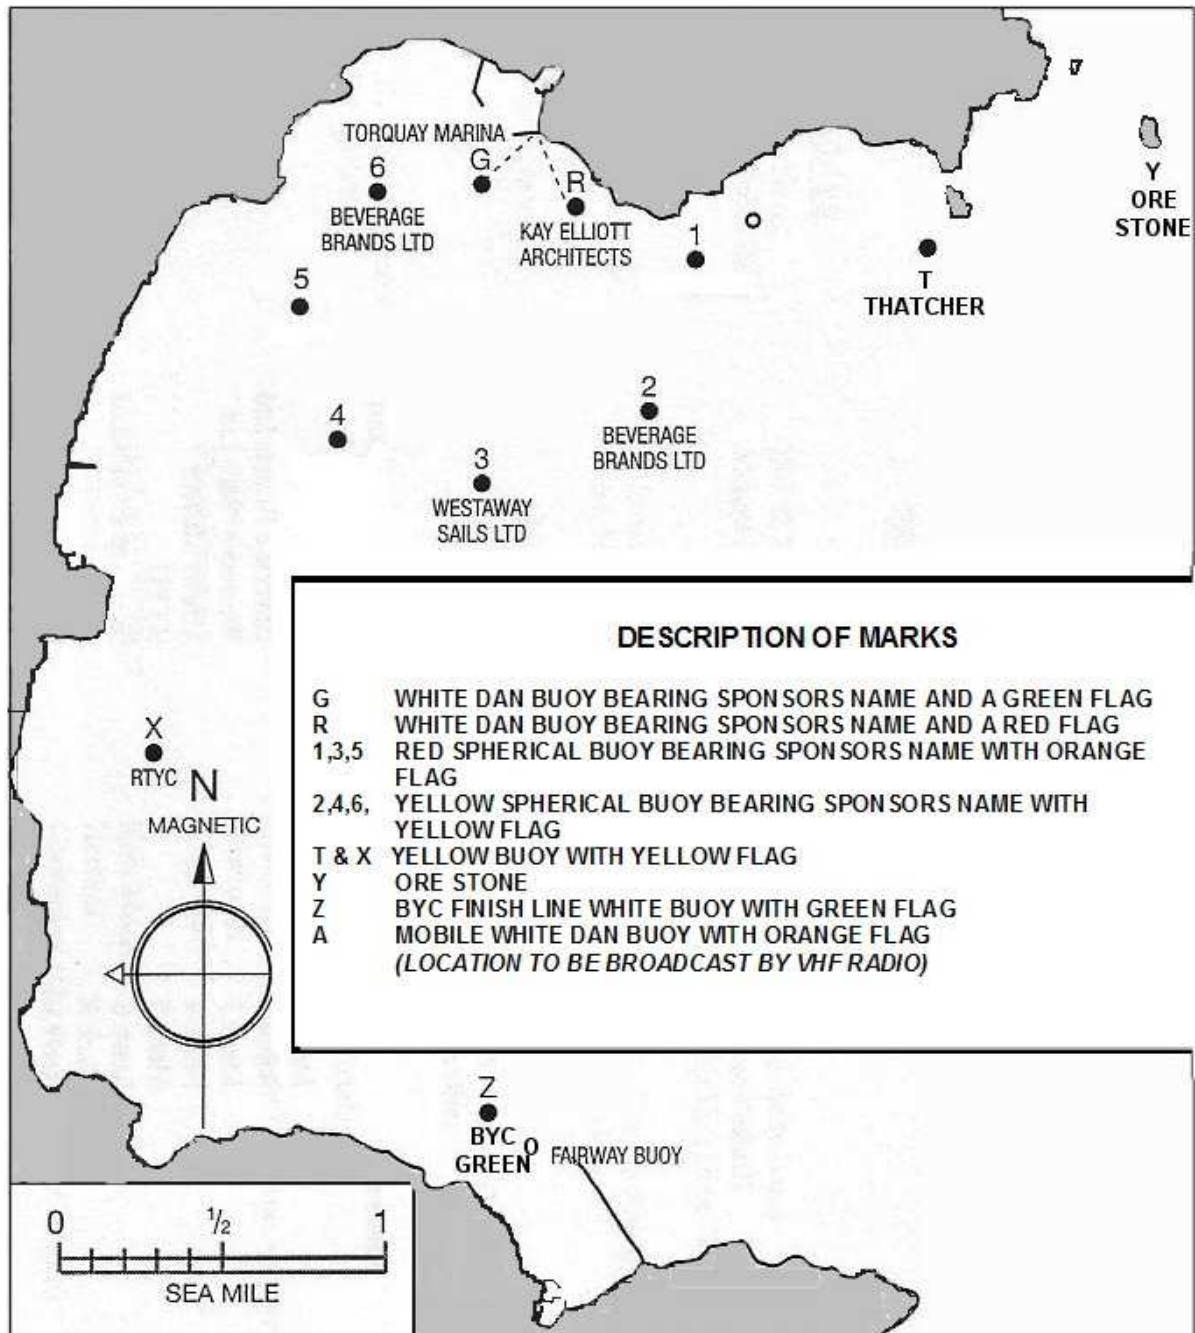 TORQUAY MARINA
6
G
R
BEVERAGE
BRANDS LTD
KAY ELLIOTT
ARCHITECTS
1
Y
ORE
STONE
T
THATCHER
5
4
2
BEVERAGE
BRANDS LTD
3
WESTAWAY
SAILS LTD
X
RTYC
N
MAGNETIC
DESCRIPTION OF MARKS
G WHITE DAN BUOY BEARING SPONSORS NAME AND A GREEN FLAG
R WHITE DAN BUOY BEARING SPONSORS NAME AND A RED FLAG
1,3,5 RED SPHERICAL BUOY BEARING SPONSORS NAME WITH ORANGE
FLAG
2,4,6, YELLOW SPHERICAL BUOY BEARING SPONSORS NAME WITH
YELLOW FLAG
T & X YELLOW BUOY WITH YELLOW FLAG
Y ORE STONE
Z BYC FINISH LINE WHITE BUOY WITH GREEN FLAG
A MOBILE WHITE DAN BUOY WITH ORANGE FLAG
(LOCATION TO BE BROADCAST BY VHF RADIO)
Z
BYC
GREEN
FAIRWAY BUOY
0 1/2 1
SEA MILE